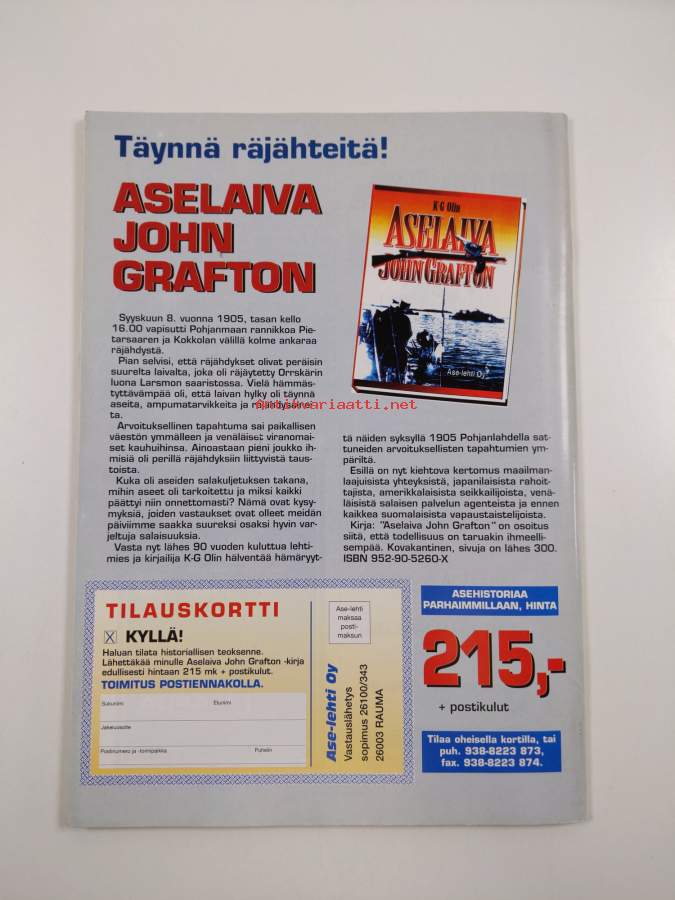 Täynnä räjähteitä!
ASELAIVA
JOHN
GRAFTON
K-G Olin
ASELAIVA
JOHN GRAFTON
Ase-lehti Oy
Syyskuun 8. vuonna 1905, tasan kello
16.00 vapisutti Pohjanmaan rannikkoa Pie-
tarsaaren ja Kokkolan välillä kolme ankaraa
räjähdystä.
Pian selvisi, että räjähdykset olivat peräisin
suurelta laivalta, joka oli räjäytetty Orrskärin
luona Larsmon saaristossa. Vielä hämmäs-
tyttävämpää oli, että laivan hylky oli täynnä
aseita, ampumatarvikkeita ja räjähdysaine-
ta.
Antikvariaatti.net
Arvoituksellinen tapahtuma sai paikallisen
väestön ymmälleen ja venäläiset viranomai-
set kauhuihinsa. Ainoastaan pieni joukko ih-
misiä oli perillä räjähdyksiin liittyvistä taus-
toista.
Kuka oli aseiden salakuljetuksen takana,
mihin aseet oli tarkoitettu ja miksi kaikki
päättyi niin onnettomasti? Nämä ovat kysy-
myksiä, joiden vastaukset ovat olleet meidän
päiviimme saakka suureksi osaksi hyvin var-
jeltuja salaisuuksia.
Vasta nyt lähes 90 vuoden kuluttua lehti-
mies ja kirjailija K-G Olin hälventää hämäryyt-
tä näiden syksyllä 1905 Pohjanlahdella sat-
tuneiden arvoituksellisten tapahtumien ym-
päriltä.
Esillä on nyt kiehtova kertomus maailman-
laajuisista yhteyksistä, japanilaisista rahoit-
tajista, amerikkalaisista seikkailijoista, venä-
läisistä salaisen palvelun agenteista ja ennen
kaikkea suomalaisista vapaustaistelijoista.
Kirja: "Aselaiva John Grafton" on osoitus
siitä, että todellisuus on taruakin ihmeelli-
sempää. Kovakantinen, sivuja on lähes 300.
ISBN 952-90-5260-X
TILAUSKORTTI
X KYLLÄ!
Haluan tilata historiallisen teoksenne.
Lähettäkää minulle Aselaiva John Grafton -kirja
edullisesti hintaan 215 mk + postikulut.
TOIMITUS POSTIENNAKOLLA.
Sukunimi Etunimi
Jakeluosoite
Postinumero ja -toimipaikka Puhelin
Ase-lehti
maksaa
posti-
maksun
Ase-lehti Oy
Vastauslähetys
sopimus 26100/343
26003 RAUMA
ASEHISTORIAA
PARHAIMMILLAAN, HINTA
215,-
+ postikulut
Tilaa oheisella kortilla, tai
puh. 938-8223 873,
fax. 938-8223 874.